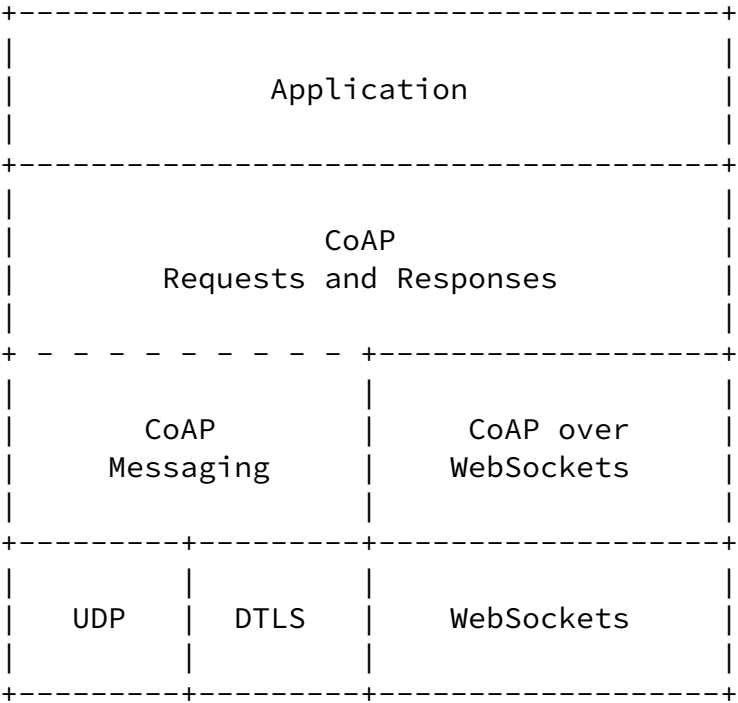 Application
CoAP
Requests and Responses
CoAP CoAP over
Messaging WebSockets
UDP DTLS WebSockets